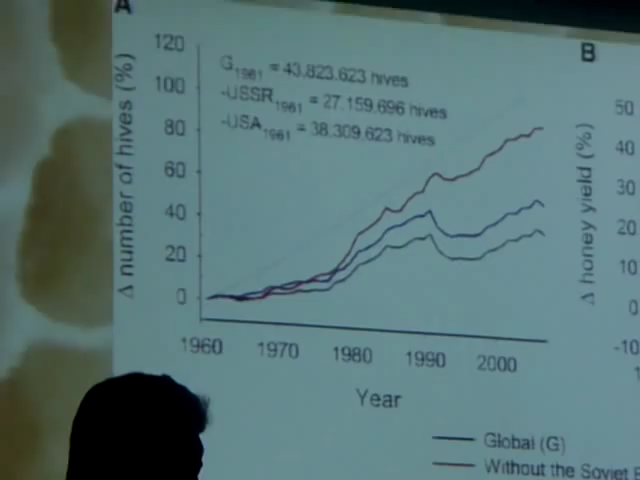 A
B
120
100
80
60
40
20
0
Δ number of hives (%)
G1961 = 43.823.623 hives
-USSR1961 = 27.159.696 hives
-USA1961 = 38.309.623 hives
1960 1970 1980 1990 2000
Year
50
40
30
20
10
0
-10
Δ honey yield (%)
Global (G)
Without the Soviet